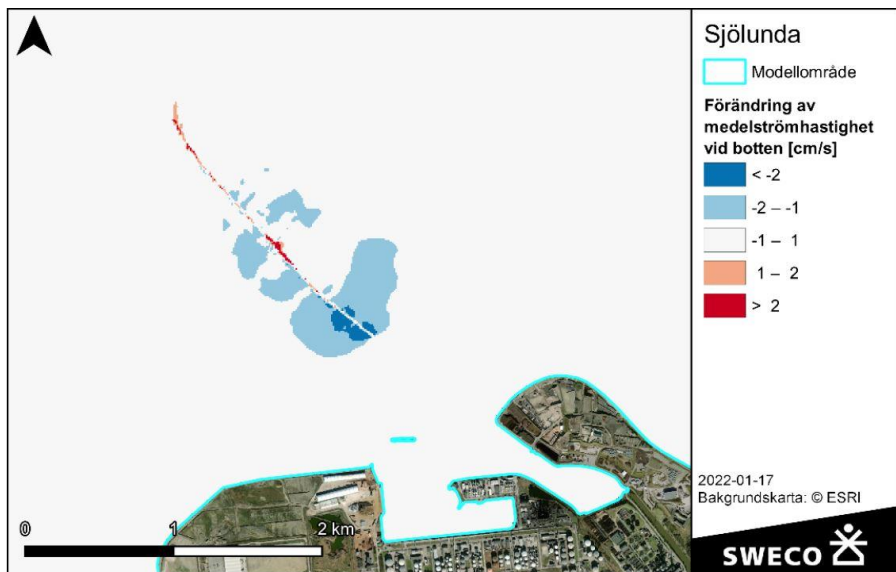 Sjölunda
Modellområde
Förändring av
medelströmhastighet
vid botten [cm/s]
< -2
-2 – -1
-1 – 1
1 – 2
> 2
2022-01-17
Bakgrundskarta: © ESRI
0 1 2 km
SWECO